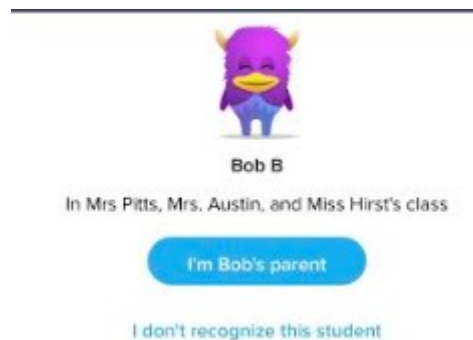 Bob B
In Mrs Pitts, Mrs. Austin, and Miss Hirst's class
I'm Bob's parent
I don't recognize this student